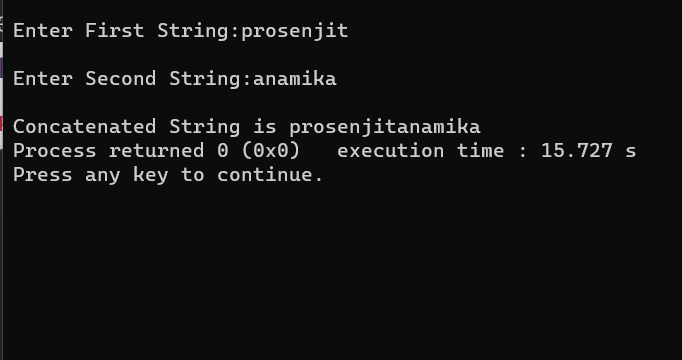 Enter First String:prosenjit
Enter Second String:anamika
Concatenated String is prosenjitanamika
Process returned 0 (0x0)   execution time : 15.727 s
Press any key to continue.